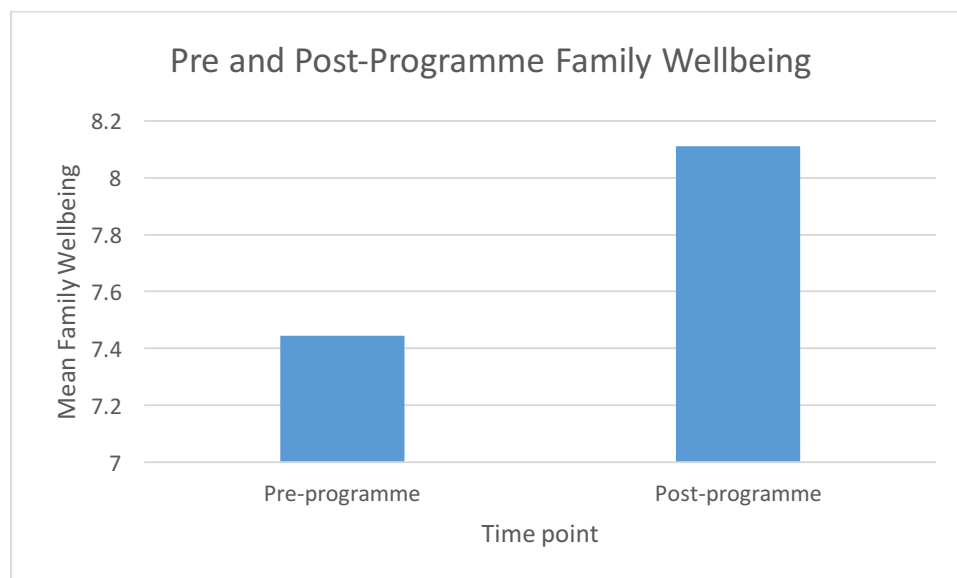 Pre and Post-Programme Family Wellbeing
Mean Family Wellbeing
8.2
8
7.8
7.6
7.4
7.2
7
Pre-programme
Post-programme
Time point